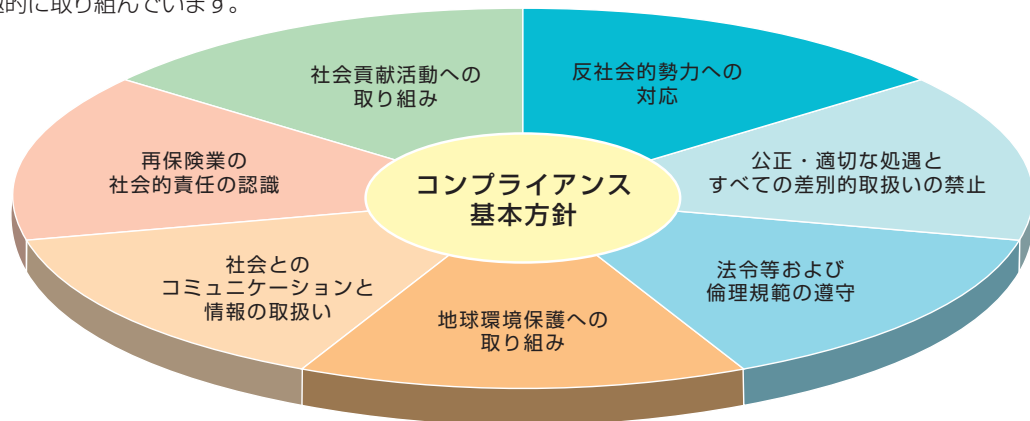 的に取り組んでいます。
社会貢献活動への
取り組み
反社会的勢力への
対応
再保険業の
社会的責任の認識
コンプライアンス
基本方針
公正・適切な処遇と
すべての差別的取扱いの禁止
社会との
コミュニケーションと
情報の取扱い
法令等および
倫理規範の遵守
地球環境保護への
取り組み